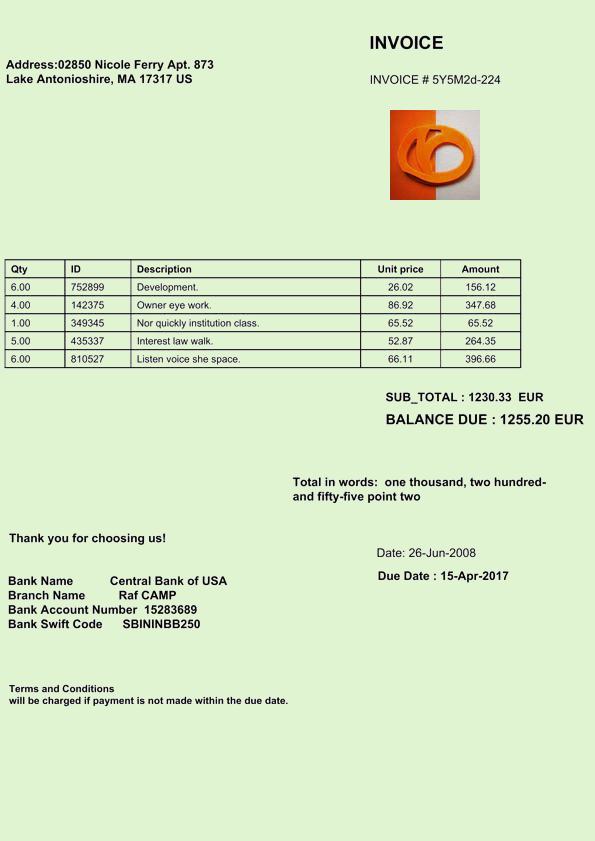 INVOICE
Address:02850 Nicole Ferry Apt. 873
Lake Antonioshire, MA 17317 US
INVOICE # 5Y5M2d-224
Qty ID Description Unit price Amount
6.00 752899 Development. 26.02 156.12
4.00 142375 Owner eye work. 86.92 347.68
1.00 349345 Nor quickly institution class. 65.52 65.52
5.00 435337 Interest law walk. 52.87 264.35
6.00 810527 Listen voice she space. 66.11 396.66
SUB_TOTAL : 1230.33 EUR
BALANCE DUE : 1255.20 EUR
Total in words: one thousand, two hundred-
and fifty-five point two
Thank you for choosing us!
Date: 26-Jun-2008
Due Date : 15-Apr-2017
Bank Name Central Bank of USA
Branch Name Raf CAMP
Bank Account Number 15283689
Bank Swift Code SBININBB250
Terms and Conditions
will be charged if payment is not made within the due date.